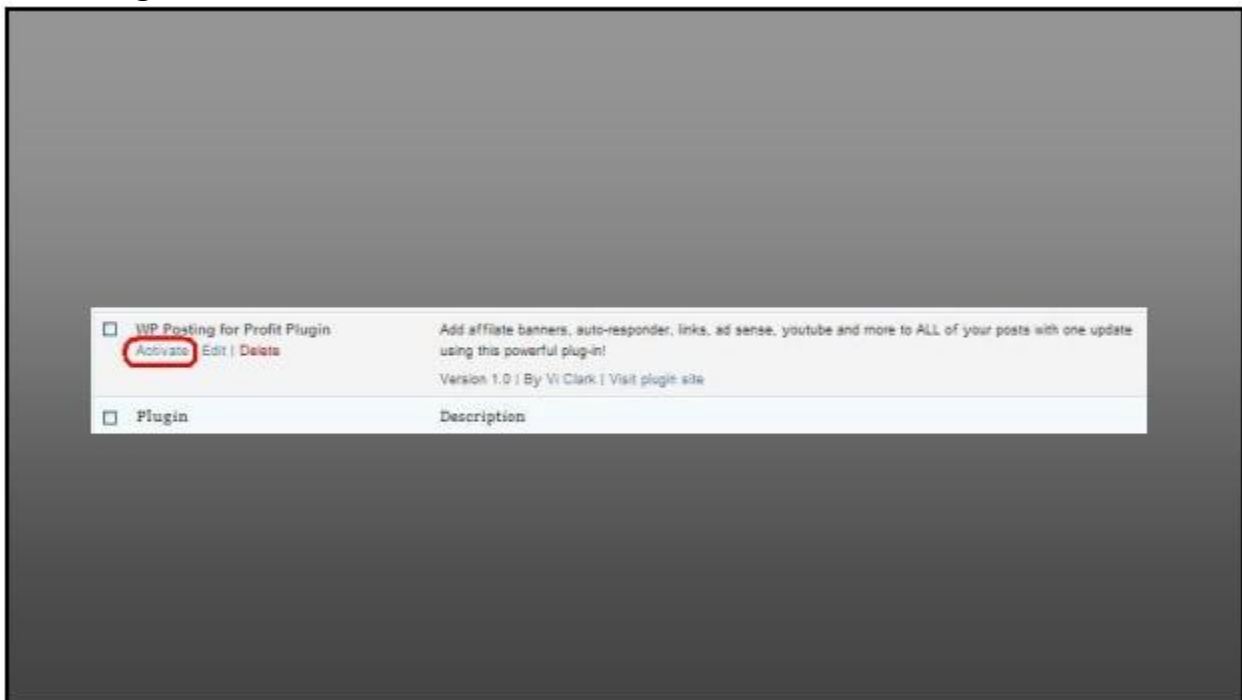 WP Posting for Profit Plugin
Activate Edit | Delete
Add affiliate banners, auto-responder, links, ad sense, youtube and more to ALL of your posts with one update
using this powerful plug-in!
Version 1.0 | By Vi Clark | Visit plugin site
Plugin
Description